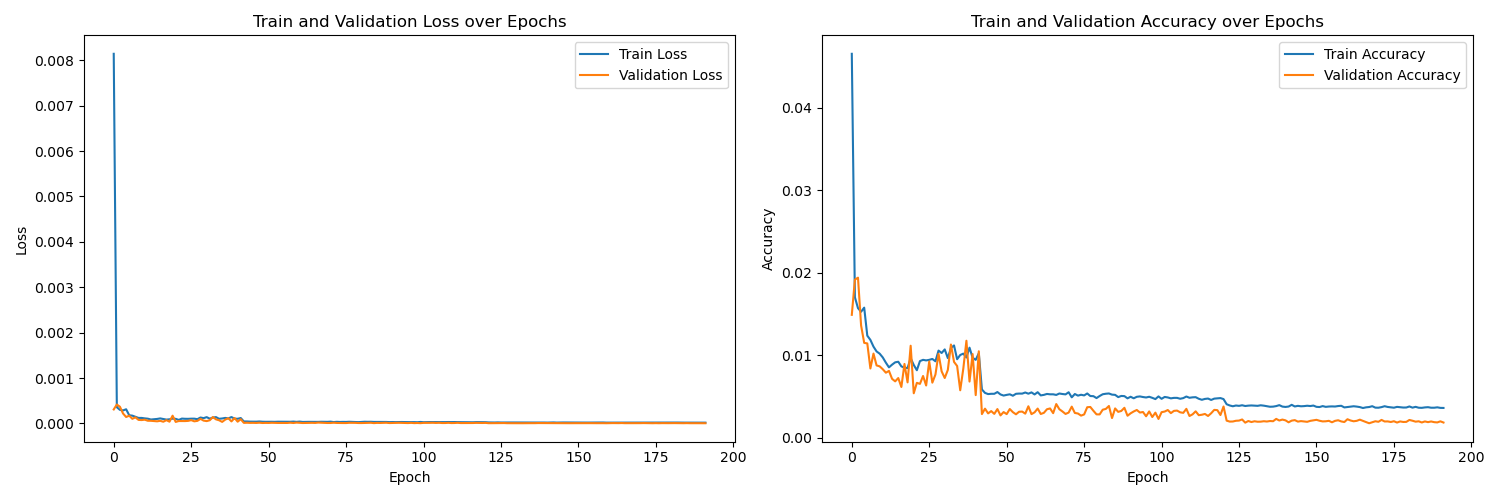 Train and Validation Loss over Epochs
Loss
0.008
0.007
0.006
0.005
0.004
0.003
0.002
0.001
0.000
Train Loss
Validation Loss
0 25 50 75 100 125 150 175 200
Epoch
Train and Validation Accuracy over Epochs
Accuracy
0.04
0.03
0.02
0.01
0.00
Train Accuracy
Validation Accuracy
0 25 50 75 100 125 150 175 200
Epoch